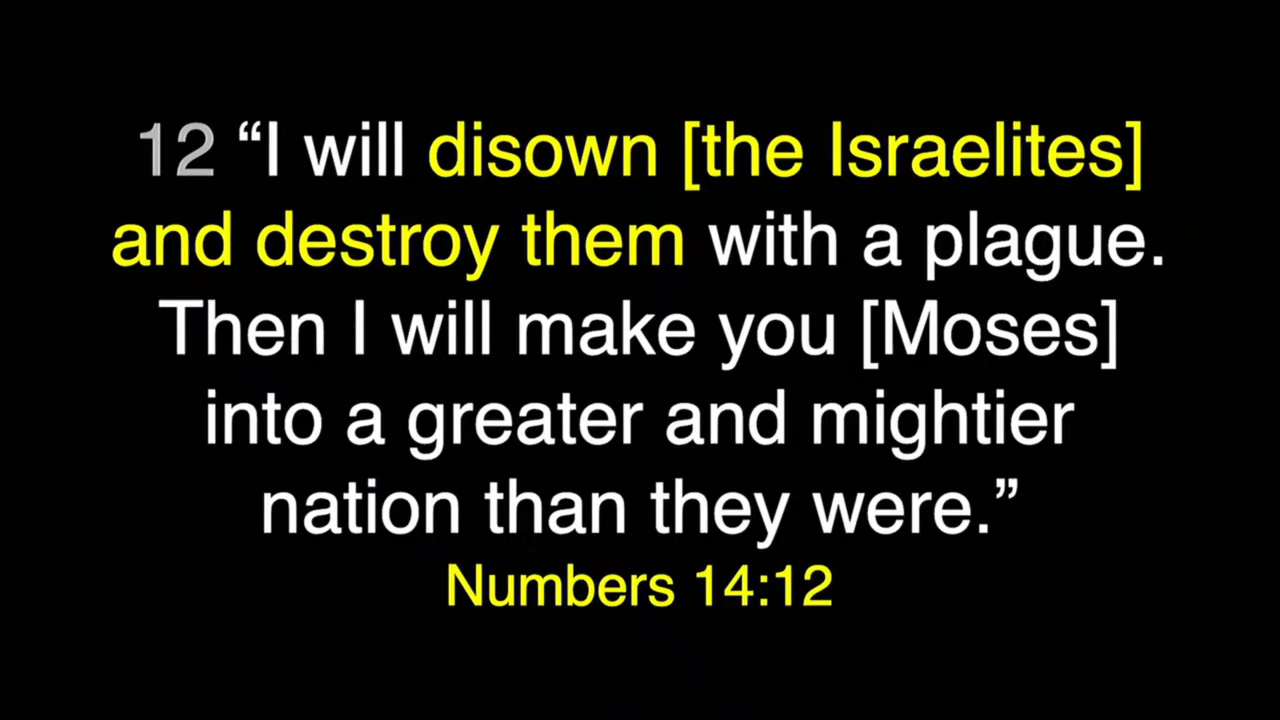 12 “I will disown [the Israelites]
and destroy them with a plague.
Then I will make you [Moses]
into a greater and mightier
nation than they were.”
Numbers 14:12